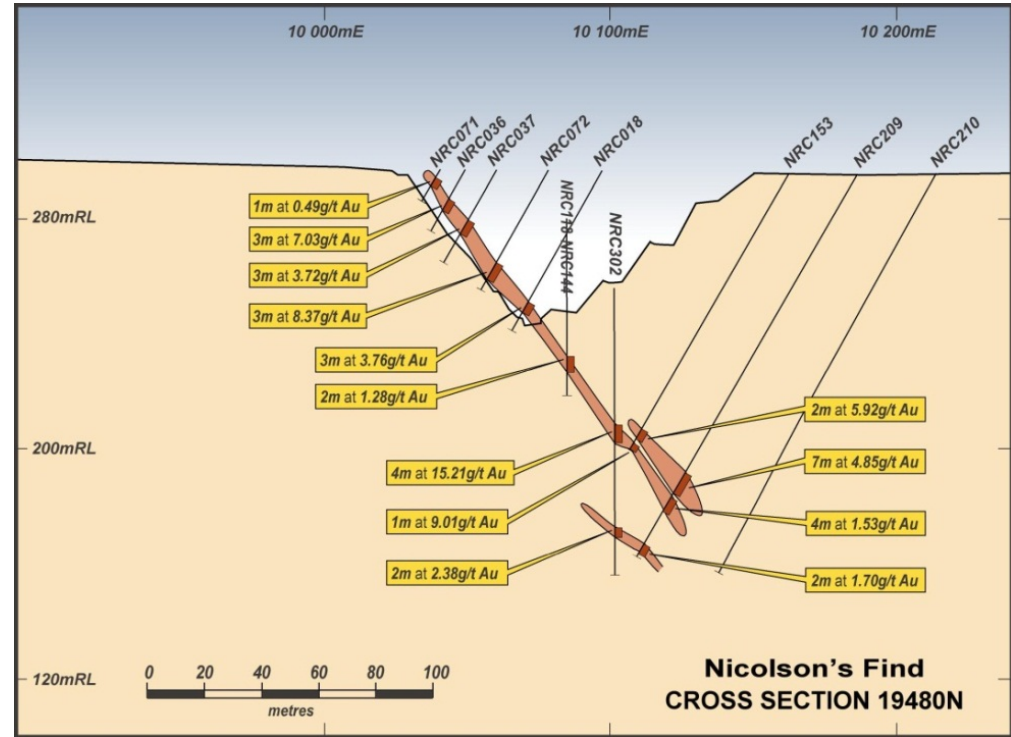 10 000mE
10 100mE
10 200mE
NRC071
NRC036
NRC037
NRC072
NRC018
NRC153
NRC209
NRC210
NRC118 NRC144
NRC302
280mRL
200mRL
120mRL
1m at 0.49g/t Au
3m at 7.03g/t Au
3m at 3.72g/t Au
3m at 8.37g/t Au
3m at 3.76g/t Au
2m at 1.28g/t Au
4m at 15.21g/t Au
1m at 9.01g/t Au
2m at 2.38g/t Au
2m at 5.92g/t Au
7m at 4.85g/t Au
4m at 1.53g/t Au
2m at 1.70g/t Au
0 20 40 60 80 100
metres
Nicolson's Find
CROSS SECTION 19480N